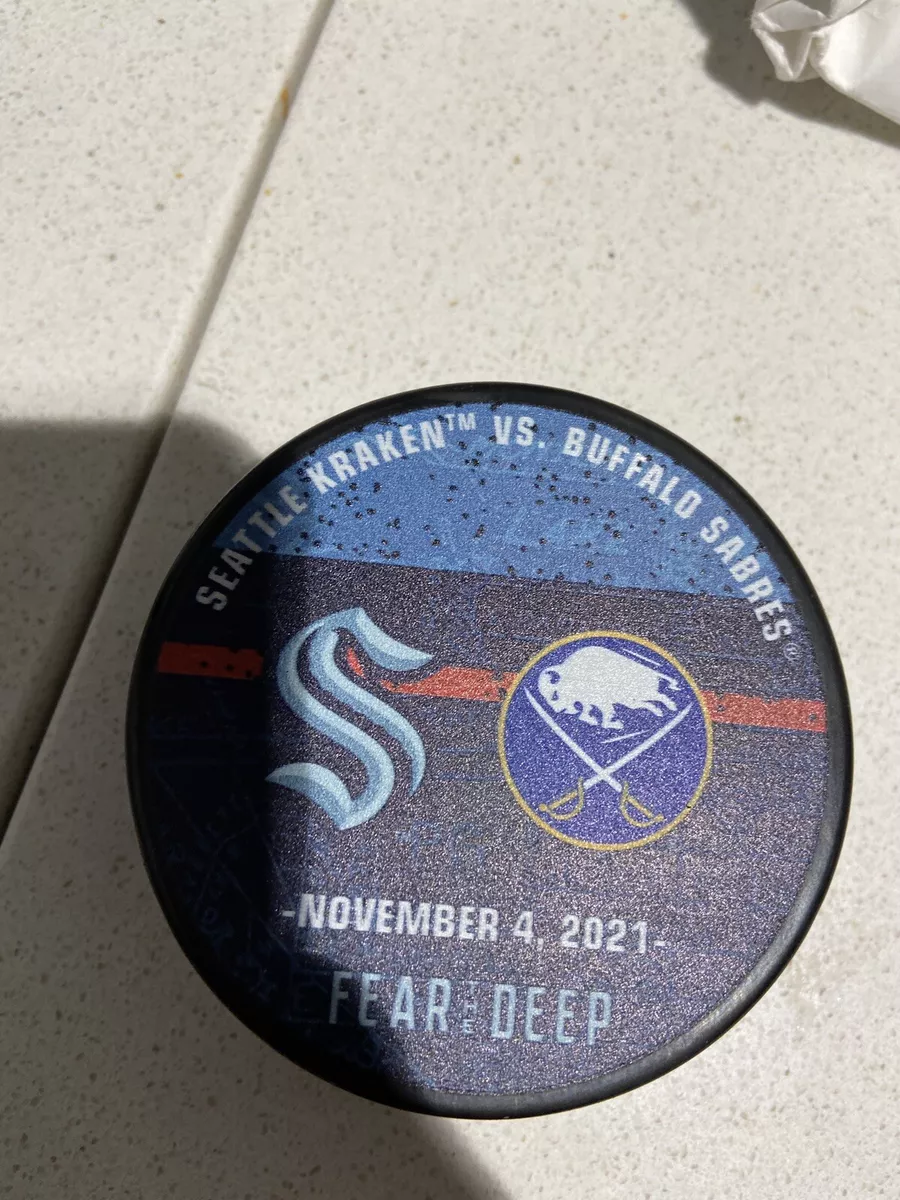 SEATTLE KRAKEN™ VS. BUFFALO SABRES®
-NOVEMBER 4, 2021-
FEAR THE DEEP